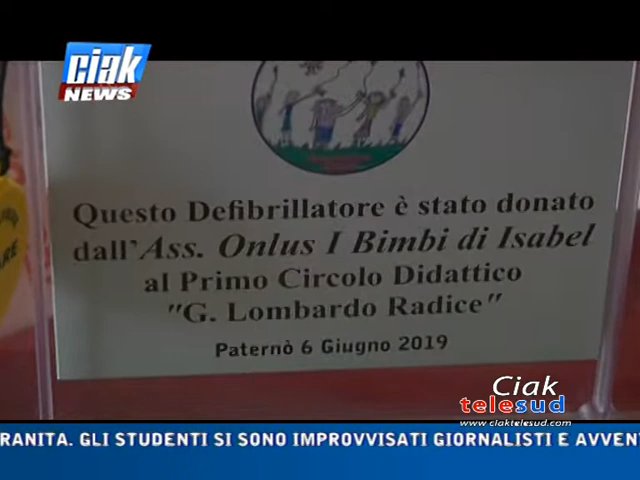 ciak
NEWS
Questo Defibrillatore è stato donato
dall'Ass. Onlus I Bimbi di Isabel
al Primo Circolo Didattico
"G. Lombardo Radice"
Paternò 6 Giugno 2019
Ciak
telesud
www.ciaktelesud.com
RANITA. GLI STUDENTI SI SONO IMPROVVISATI GIORNALISTI E AVVEN